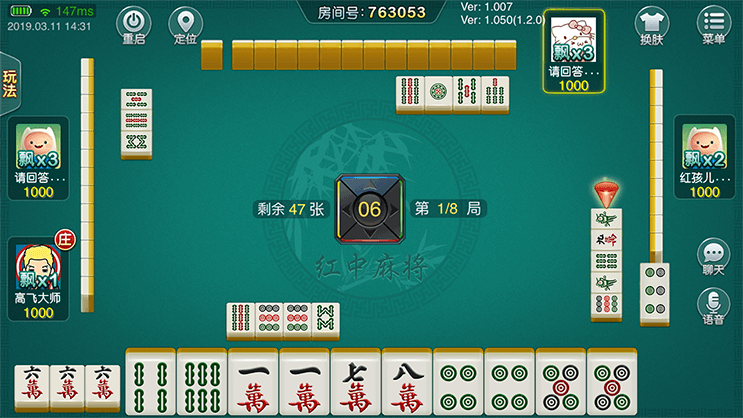 147ms
2019.03.11 14:31
重启
定位
房间号:763053
Ver: 1.007
Ver: 1.050(1.2.0)
换肤
菜单
玩法
飘x3
请回答...
1000
飘x3
请回答...
1000
飘x2
红孩儿...
1000
剩余 47 张
06
第 1/8 局
红中麻将
庄
飘x1
高飞大师
1000
聊天
语音
六萬
六萬
六萬
一萬
一萬
七萬
八萬